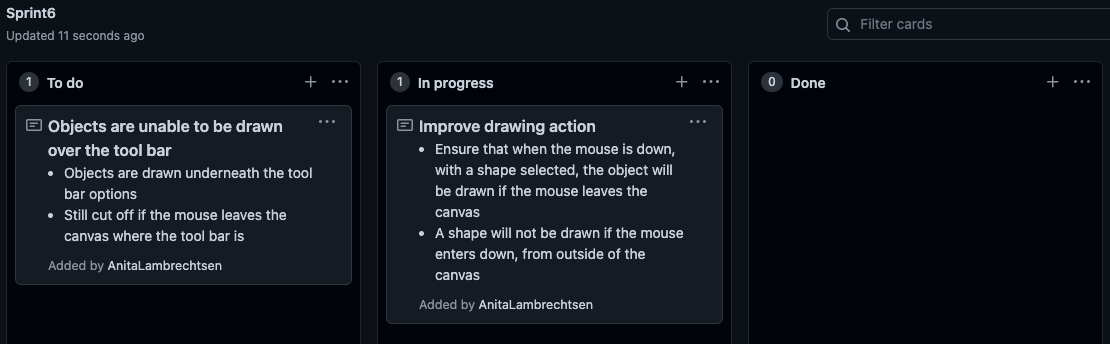 Sprint6
Updated 11 seconds ago
Filter cards
1 To do
Objects are unable to be drawn
over the tool bar
• Objects are drawn underneath the tool
bar options
• Still cut off if the mouse leaves the
canvas where the tool bar is
Added by AnitaLambrechtsen
1 In progress
Improve drawing action
• Ensure that when the mouse is down,
with a shape selected, the object will
be drawn if the mouse leaves the
canvas
• A shape will not be drawn if the mouse
enters down, from outside of the
canvas
Added by AnitaLambrechtsen
0 Done